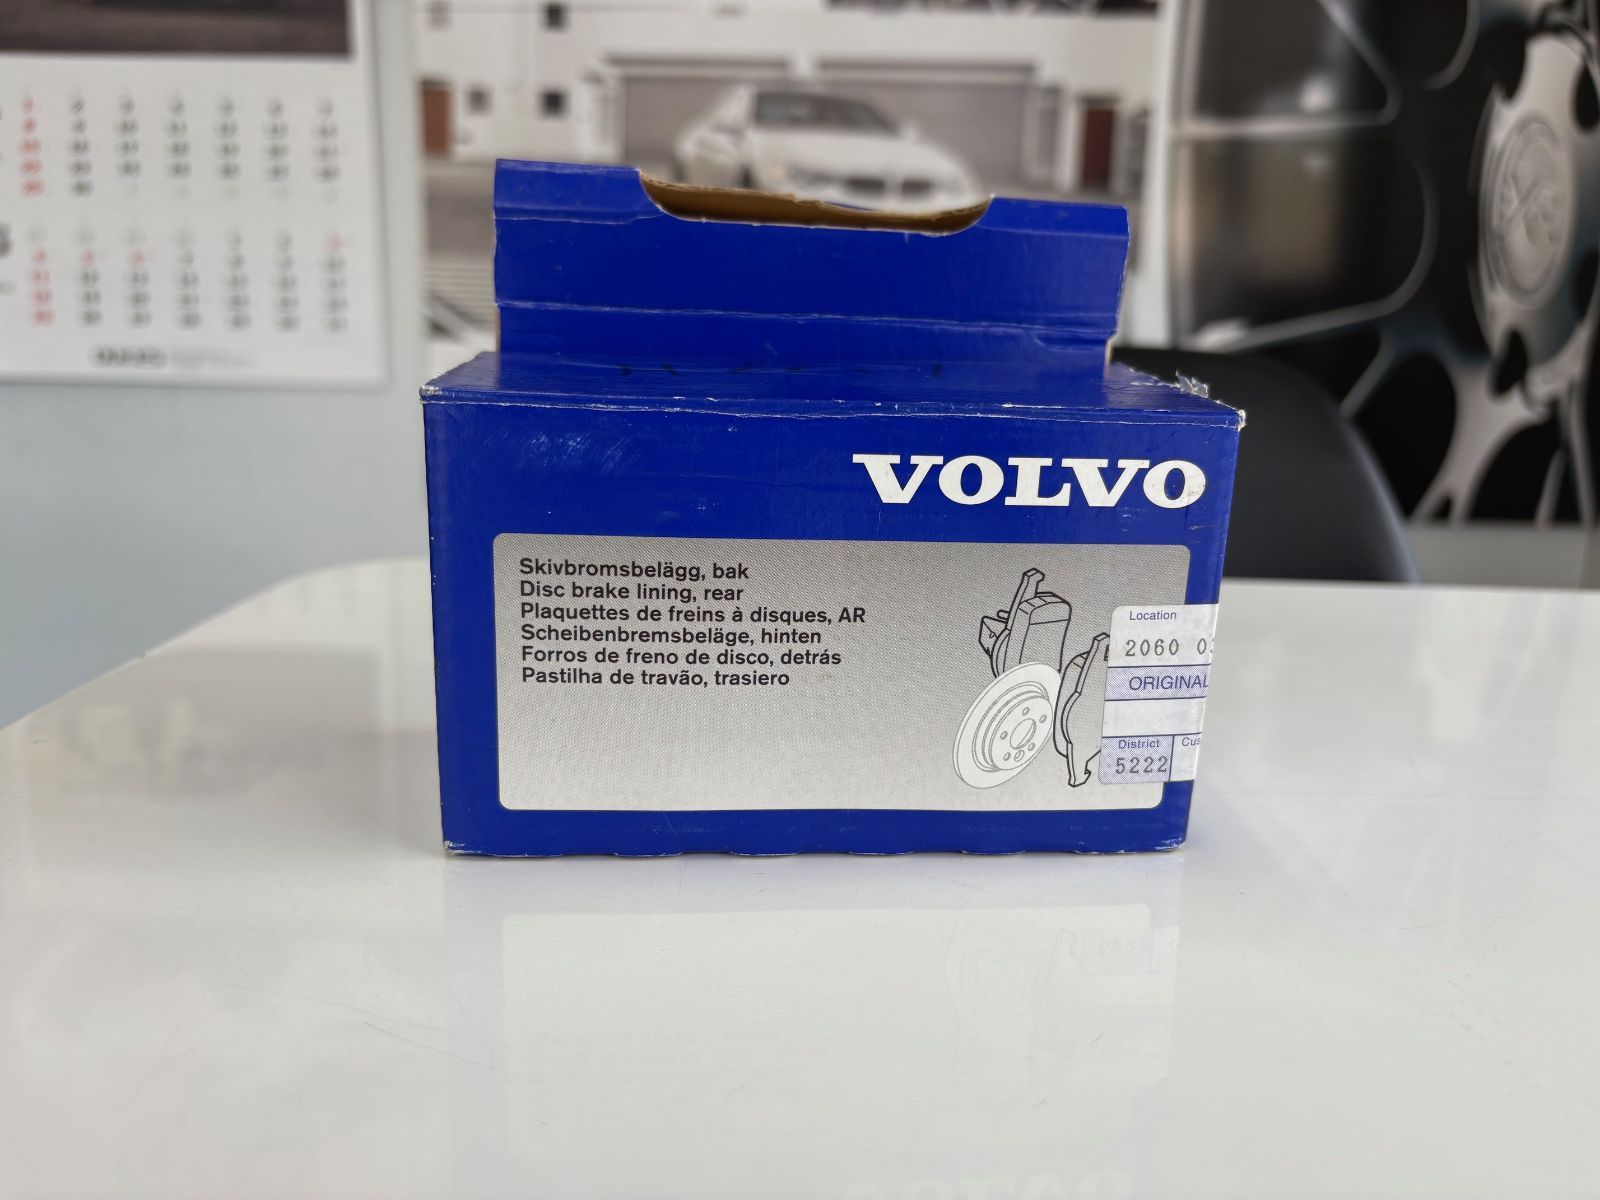 VOLVO
Skivbromsbelägg, bak
Disc brake lining, rear
Plaquettes de freins à disques, AR
Scheibenbremsbeläge, hinten
Forros de freno de disco, detrás
Pastilha de travão, trasiero
Location
2060
ORIGINAL
District
5222